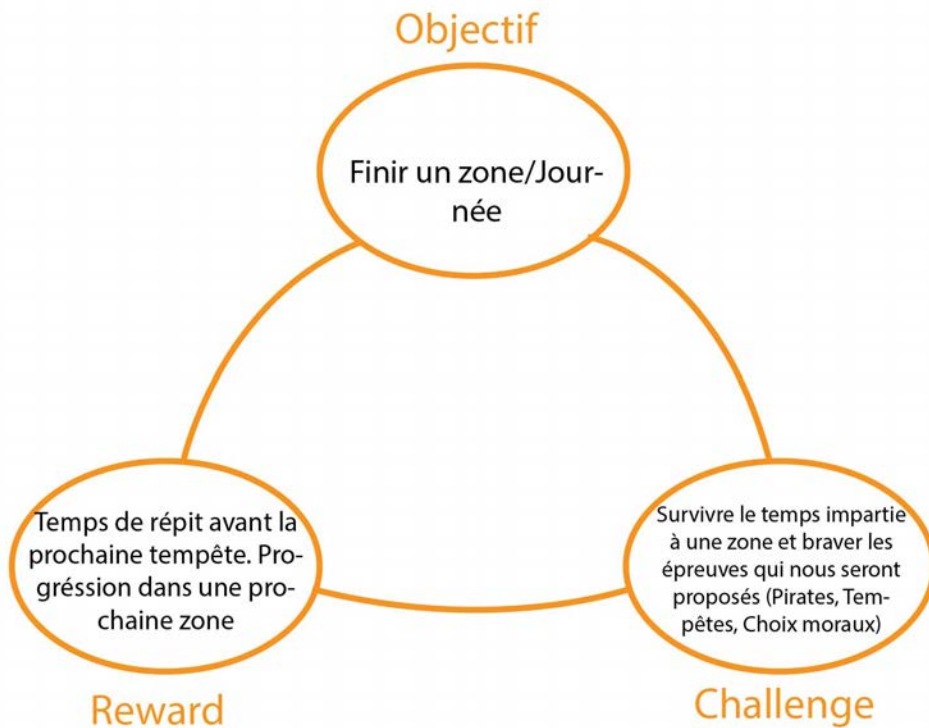 Objectif
Finir un zone/Jour-
née
Temps de répit avant la
prochaine tempête. Pro-
gréssion dans une pro-
chaine zone
Reward
Survivre le temps impartie
à une zone et braver les
épreuves qui nous seront
proposés (Pirates, Tem-
pêtes, Choix moraux)
Challenge